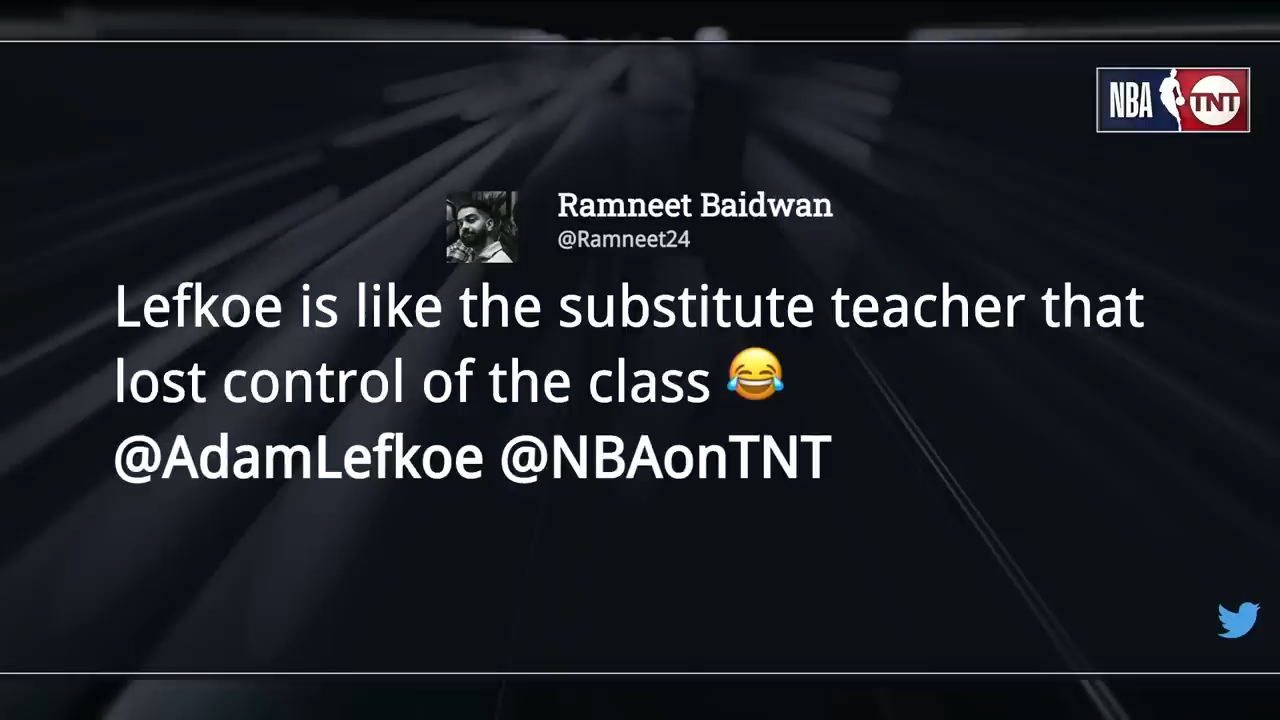 NBA TNT
Ramneet Baidwan
@Ramneet24
Lefkoe is like the substitute teacher that
lost control of the class 😂
@AdamLefkoe @NBAonTNT